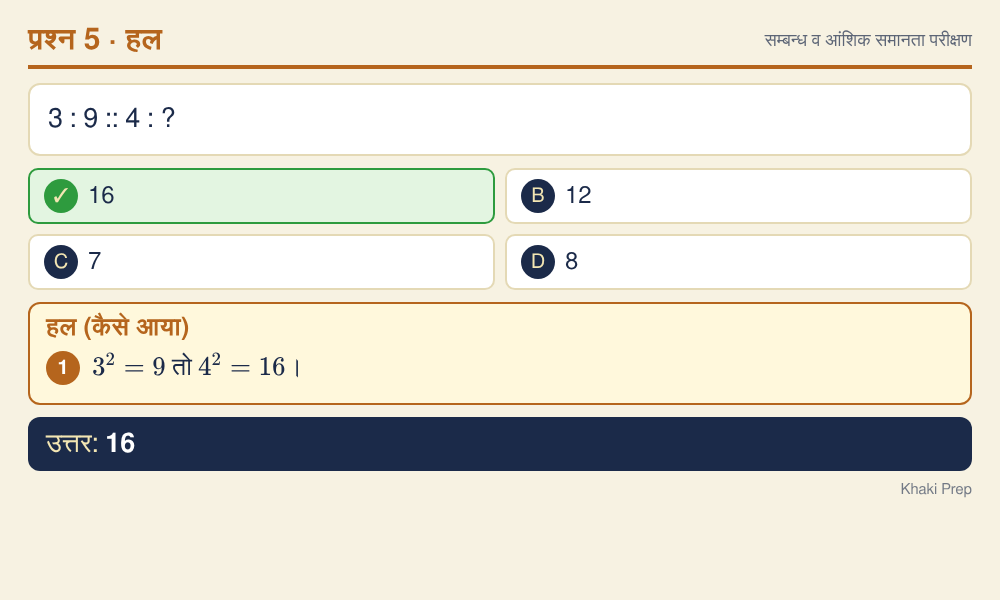 प्रश्न 5 · हल
सम्बन्ध व आंशिक समानता परीक्षण
3 : 9 :: 4 : ?
✓ 16
B 12
C 7
D 8
हल (कैसे आया)
1 3² = 9 तो 4² = 16 ।
उत्तर: 16
Khaki Prep